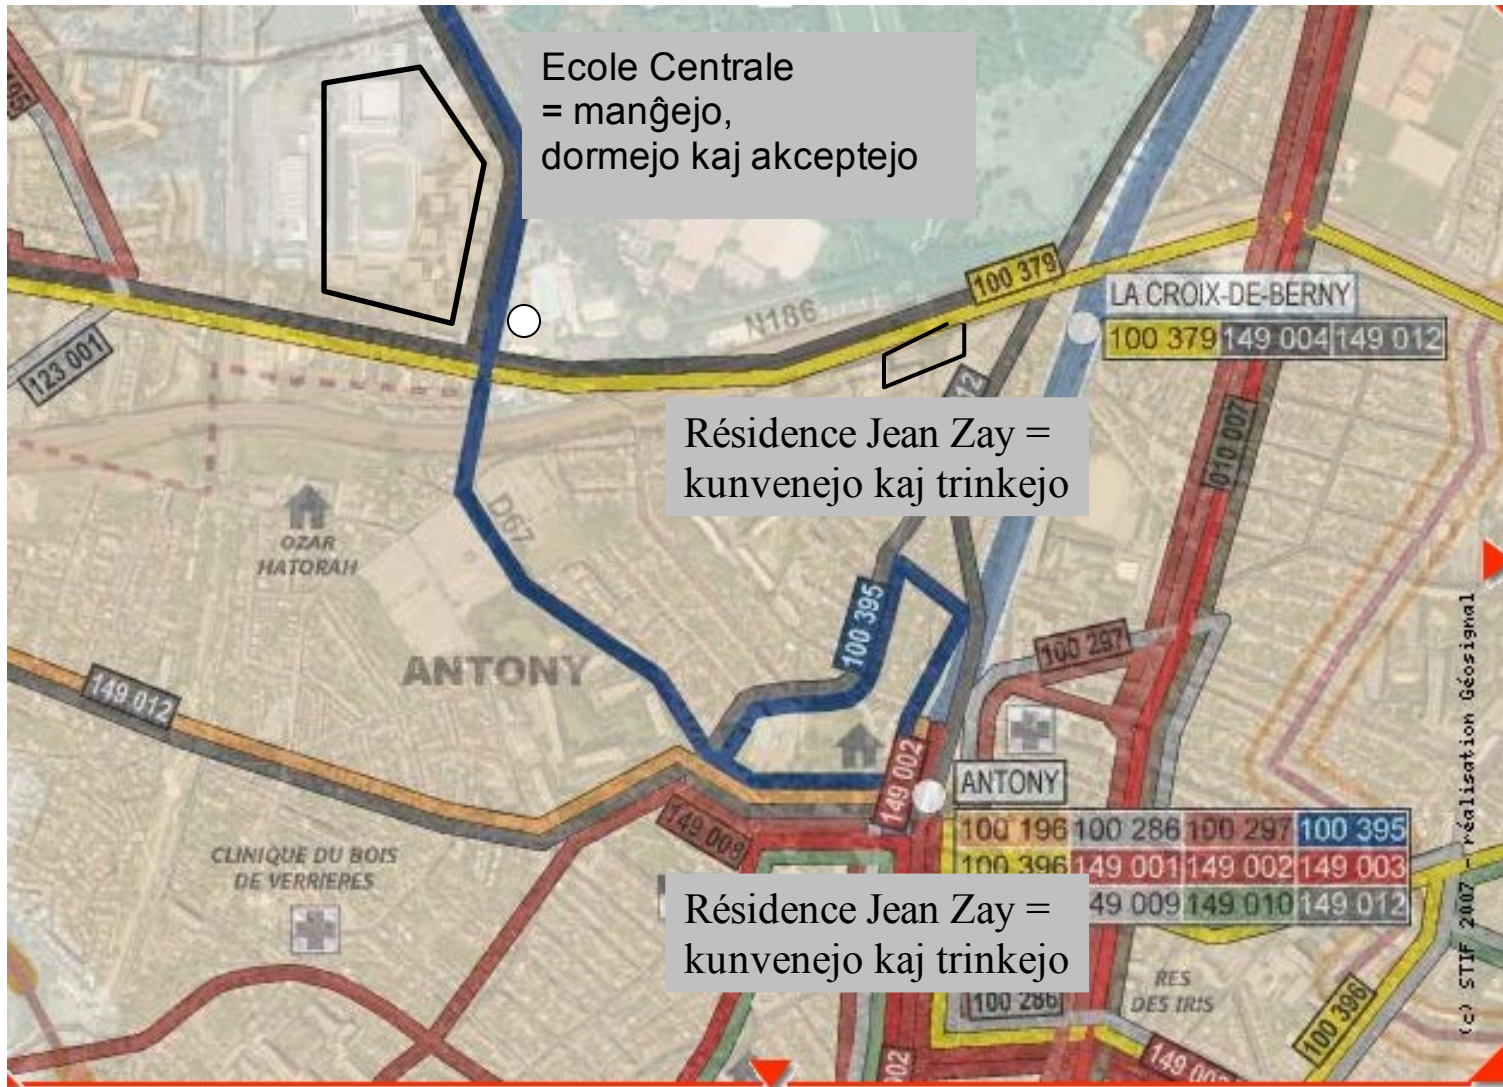 Ecole Centrale
= manĝejo,
dormejo kaj akceptejo
100 379
LA CROIX-DE-BERNY
100 379 149 004 149 012
N186
123 001
Résidence Jean Zay =
kunvenejo kaj trinkejo
010 007
D67
OZAR
HATORAH
100 395
100 297
ANTONY
149 012
149 002
ANTONY
100 196 100 286 100 297 100 395
100 396 149 001 149 002 149 003
49 009 149 010 149 012
CLINIQUE DU BOIS
DE VERRIERES
Résidence Jean Zay =
kunvenejo kaj trinkejo
100 286
RES
DES IRIS
100 396
(c) STIF 2007 - réalisation Géosignal